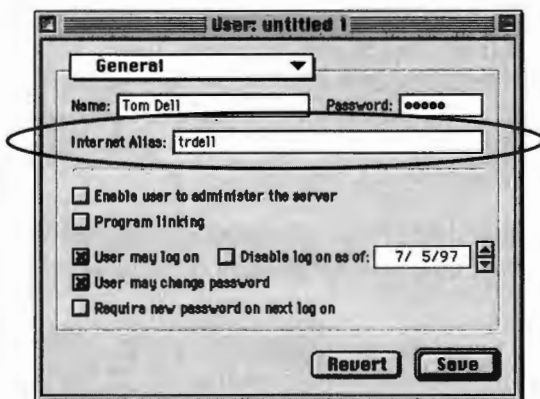 User: untitled 1
General
Name: Tom Dell Password: •••••
Internet Alias: trdell
Enable user to administer the server
Program linking
User may log on Disable log on as of: 7/ 5/97
User may change password
Require new password on next log on
Revert Save